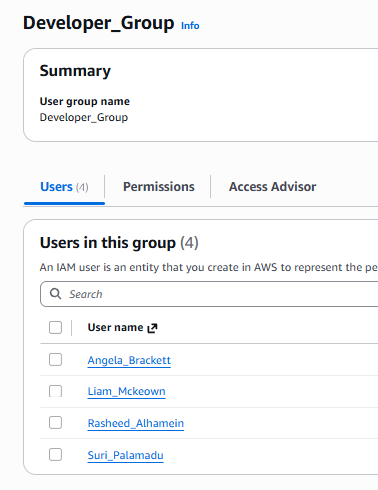 Developer_Group Info
Summary
User group name
Developer_Group
Users (4) Permissions Access Advisor
Users in this group (4)
An IAM user is an entity that you create in AWS to represent the pe
Search
User name
Angela_Brackett
Liam_Mckeown
Rasheed_Alhamein
Suri_Palamadu